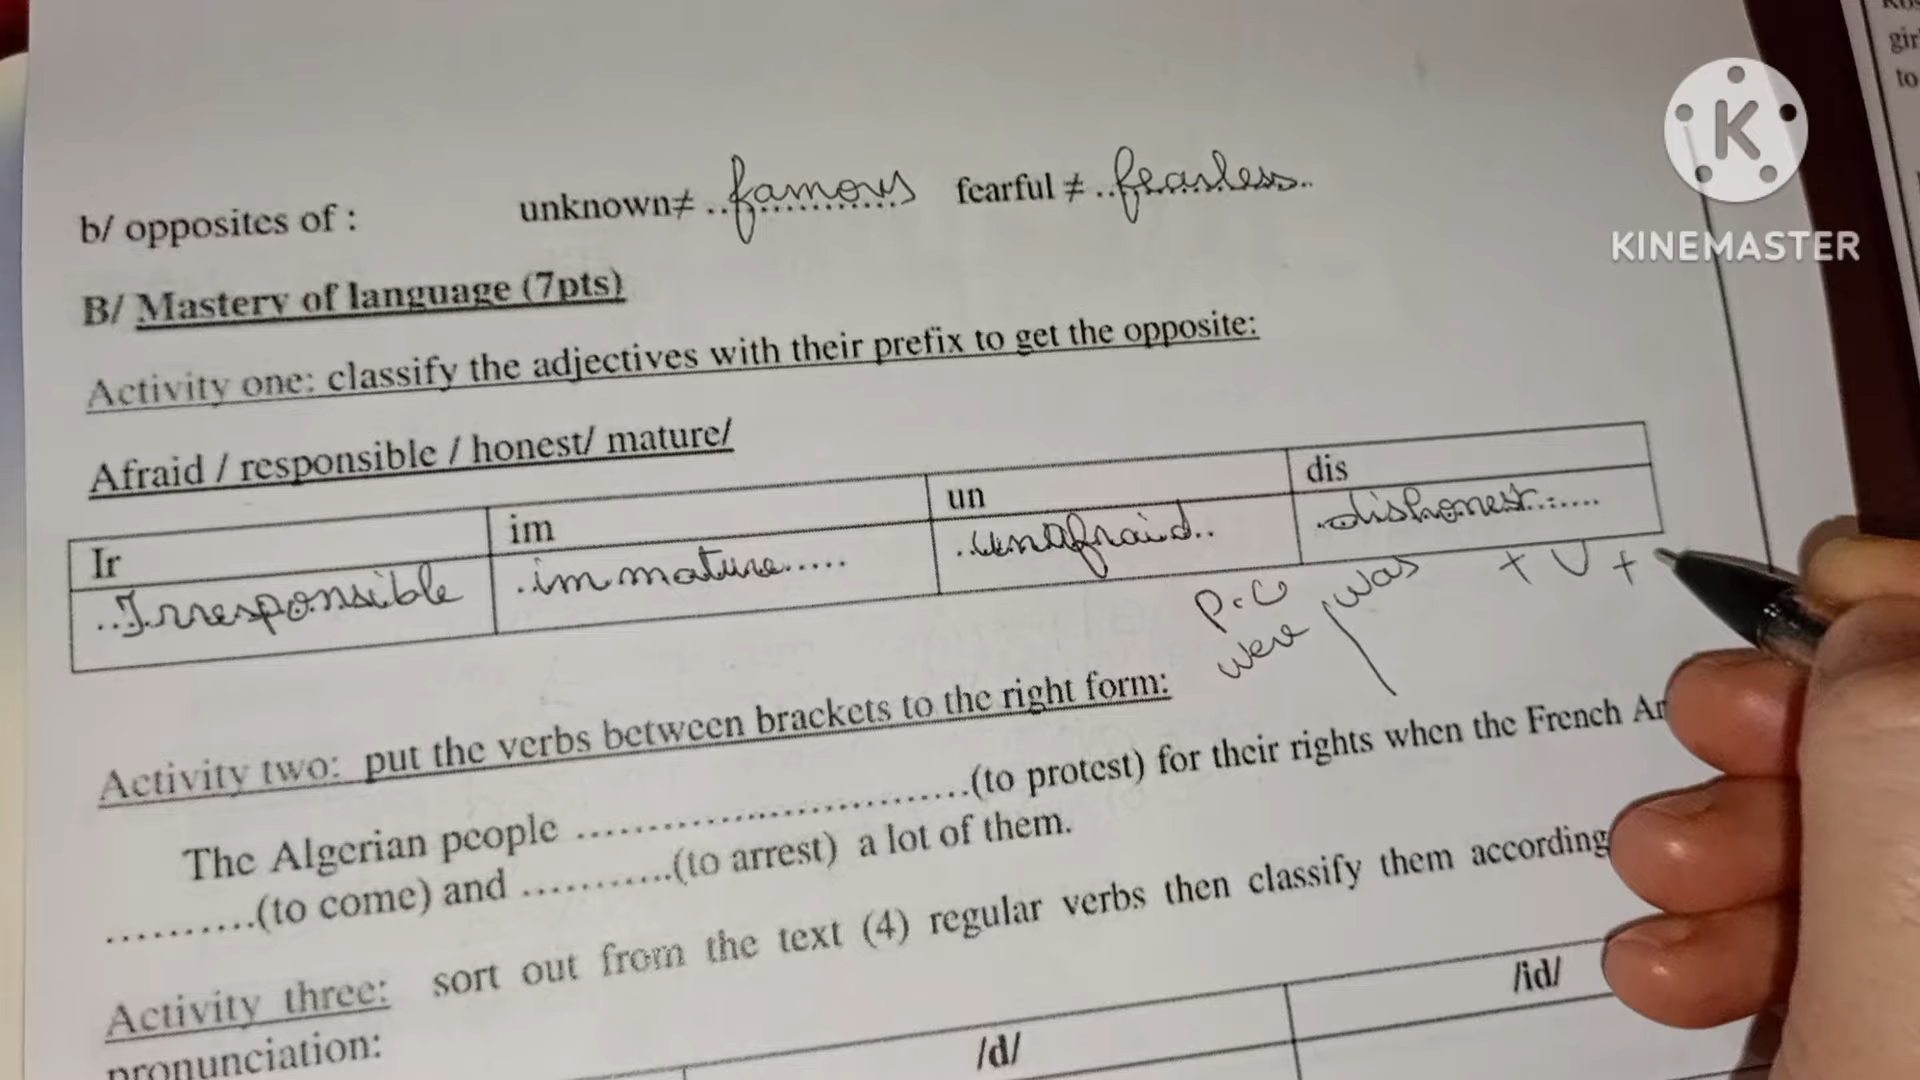 gir
to
K
KINEMASTER
b/ opposites of : unknown≠ ..famous fearful ≠ ..fearless..
B/ Mastery of language (7pts)
Activity one: classify the adjectives with their prefix to get the opposite:
Afraid / responsible / honest/ mature/
Ir im un dis
..Irresponsible .immature..... .unafraid.. .dishonest.......
P.C
were / was + V +
Activity two: put the verbs between brackets to the right form:
The Algerian people ..............................(to protest) for their rights when the French Ar
..........(to come) and ...........(to arrest) a lot of them.
Activity three: sort out from the text (4) regular verbs then classify them according
pronunciation:
/d/ /id/